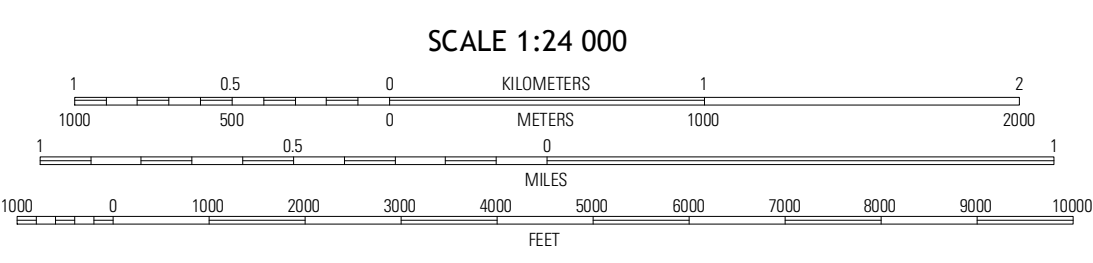 SCALE 1:24 000
1 0.5 0 KILOMETERS 1 2
1000 500 0 METERS 1000 2000
1 0.5 0 1
MILES
1000 0 1000 2000 3000 4000 5000 6000 7000 8000 9000 10000
FEET